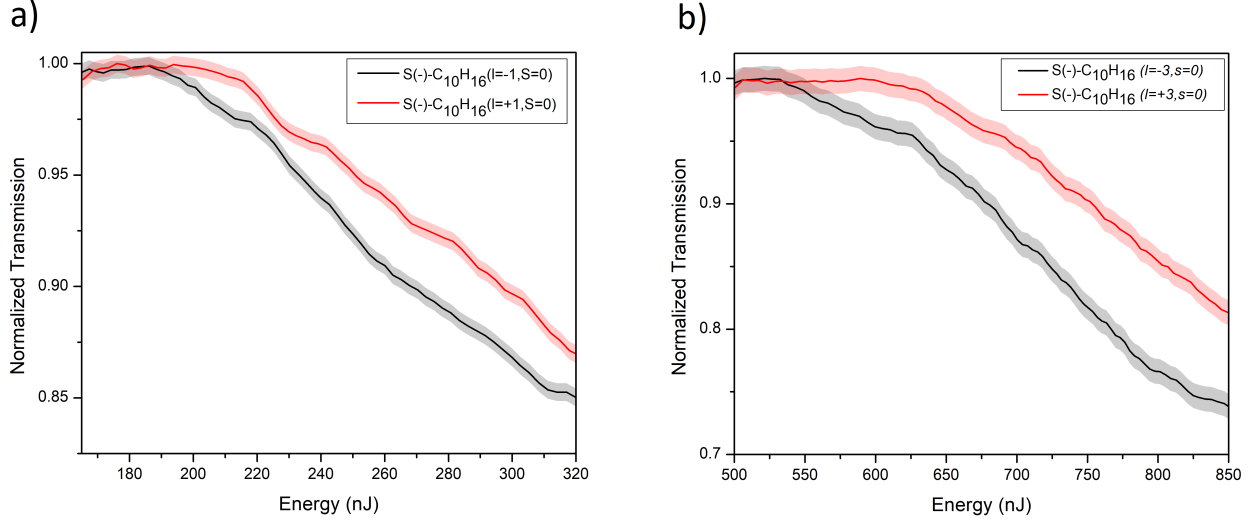 a)
Normalized Transmission
1.00
0.95
0.90
0.85
S(-)-C10H16(l=-1,S=0)
S(-)-C10H16(l=+1,S=0)
180 200 220 240 260 280 300 320
Energy (nJ)
b)
Normalized Transmission
1.0
0.9
0.8
0.7
S(-)-C10H16 (l=-3,s=0)
S(-)-C10H16 (l=+3,s=0)
500 550 600 650 700 750 800 850
Energy (nJ)